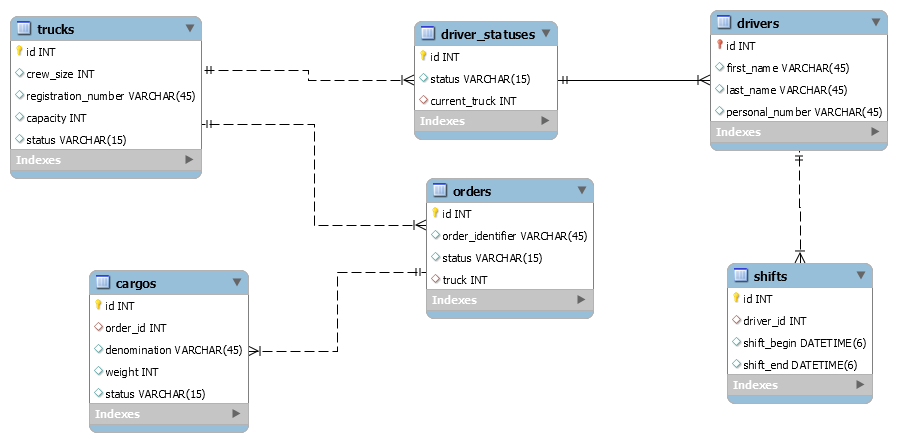 trucks
id INT
crew_size INT
registration_number VARCHAR(45)
capacity INT
status VARCHAR(15)
Indexes
driver_statuses
id INT
status VARCHAR(15)
current_truck INT
Indexes
drivers
id INT
first_name VARCHAR(45)
last_name VARCHAR(45)
personal_number VARCHAR(45)
Indexes
orders
id INT
order_identifier VARCHAR(45)
status VARCHAR(15)
truck INT
Indexes
cargos
id INT
order_id INT
denomination VARCHAR(45)
weight INT
status VARCHAR(15)
Indexes
shifts
id INT
driver_id INT
shift_begin DATETIME(6)
shift_end DATETIME(6)
Indexes